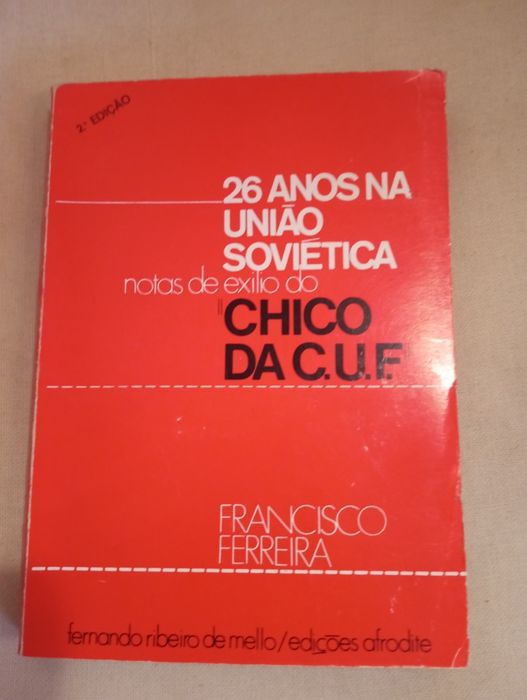 2.ª EDIÇÃO
26 ANOS NA
UNIÃO
SOVIÉTICA
notas de exílio do
"CHICO
DA C.U.F."
FRANCISCO
FERREIRA
fernando ribeiro de mello/edições afrodite